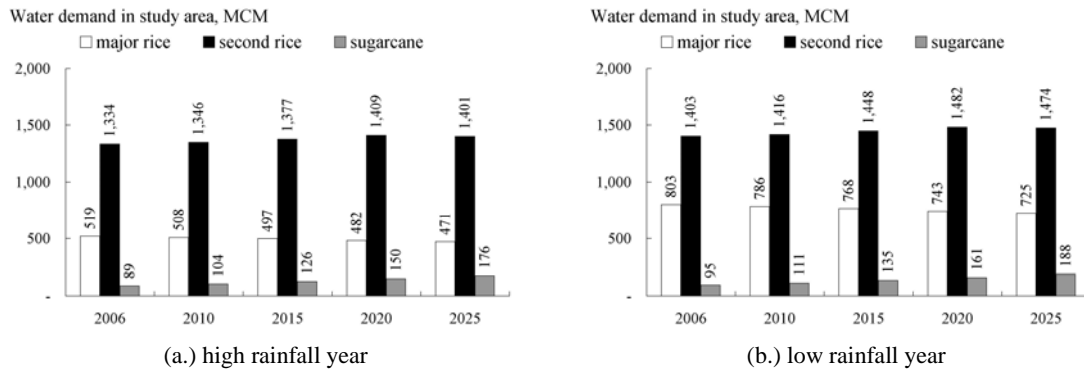 Water demand in study area, MCM
major rice second rice sugarcane
2,000
1,500
1,000
500
-
519 1,334 89
508 1,346 104
497 1,377 126
482 1,409 150
471 1,401 176
2006 2010 2015 2020 2025
(a.) high rainfall year
Water demand in study area, MCM
major rice second rice sugarcane
2,000
1,500
1,000
500
-
803 1,403 95
786 1,416 111
768 1,448 135
743 1,482 161
725 1,474 188
2006 2010 2015 2020 2025
(b.) low rainfall year